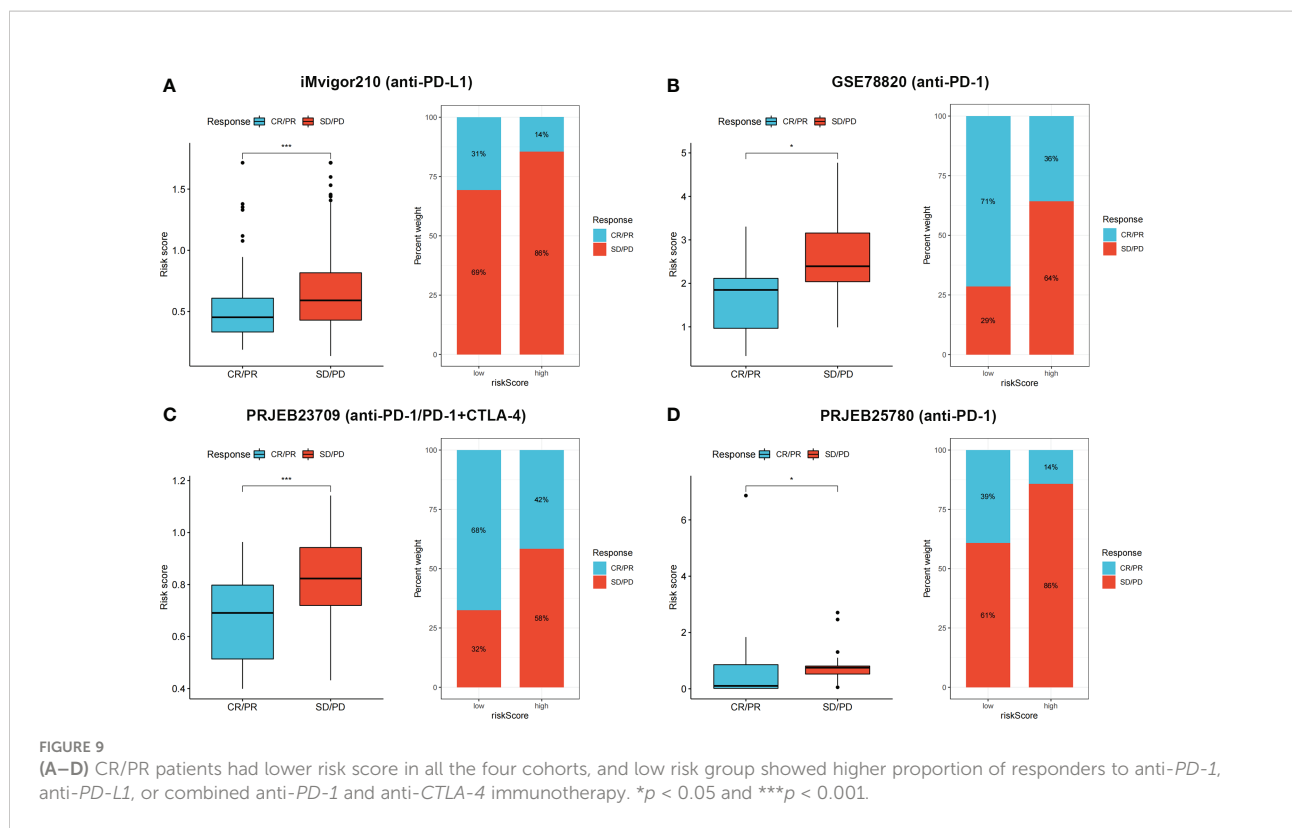 A
iMvigor210 (anti-PD-L1)
Response CR/PR SD/PD
***
Risk score
1.5
1.0
0.5
CR/PR
SD/PD
Percent weight
100
75
50
25
0
31%
69%
14%
86%
low
high
riskScore
Response
CR/PR
SD/PD
B
GSE78820 (anti-PD-1)
Response CR/PR SD/PD
*
Risk score
5
4
3
2
1
CR/PR
SD/PD
Percent weight
100
75
50
25
0
71%
29%
36%
64%
low
high
riskScore
Response
CR/PR
SD/PD
C
PRJEB23709 (anti-PD-1/PD-1+CTLA-4)
Response CR/PR SD/PD
***
Risk score
1.2
1.0
0.8
0.6
0.4
CR/PR
SD/PD
Percent weight
100
75
50
25
0
68%
32%
42%
58%
low
high
riskScore
Response
CR/PR
SD/PD
D
PRJEB25780 (anti-PD-1)
Response CR/PR SD/PD
*
Risk score
6
4
2
0
CR/PR
SD/PD
Percent weight
100
75
50
25
0
39%
61%
14%
86%
low
high
riskScore
Response
CR/PR
SD/PD
FIGURE 9
(A–D) CR/PR patients had lower risk score in all the four cohorts, and low risk group showed higher proportion of responders to anti-PD-1,
anti-PD-L1, or combined anti-PD-1 and anti-CTLA-4 immunotherapy. *p < 0.05 and ***p < 0.001.